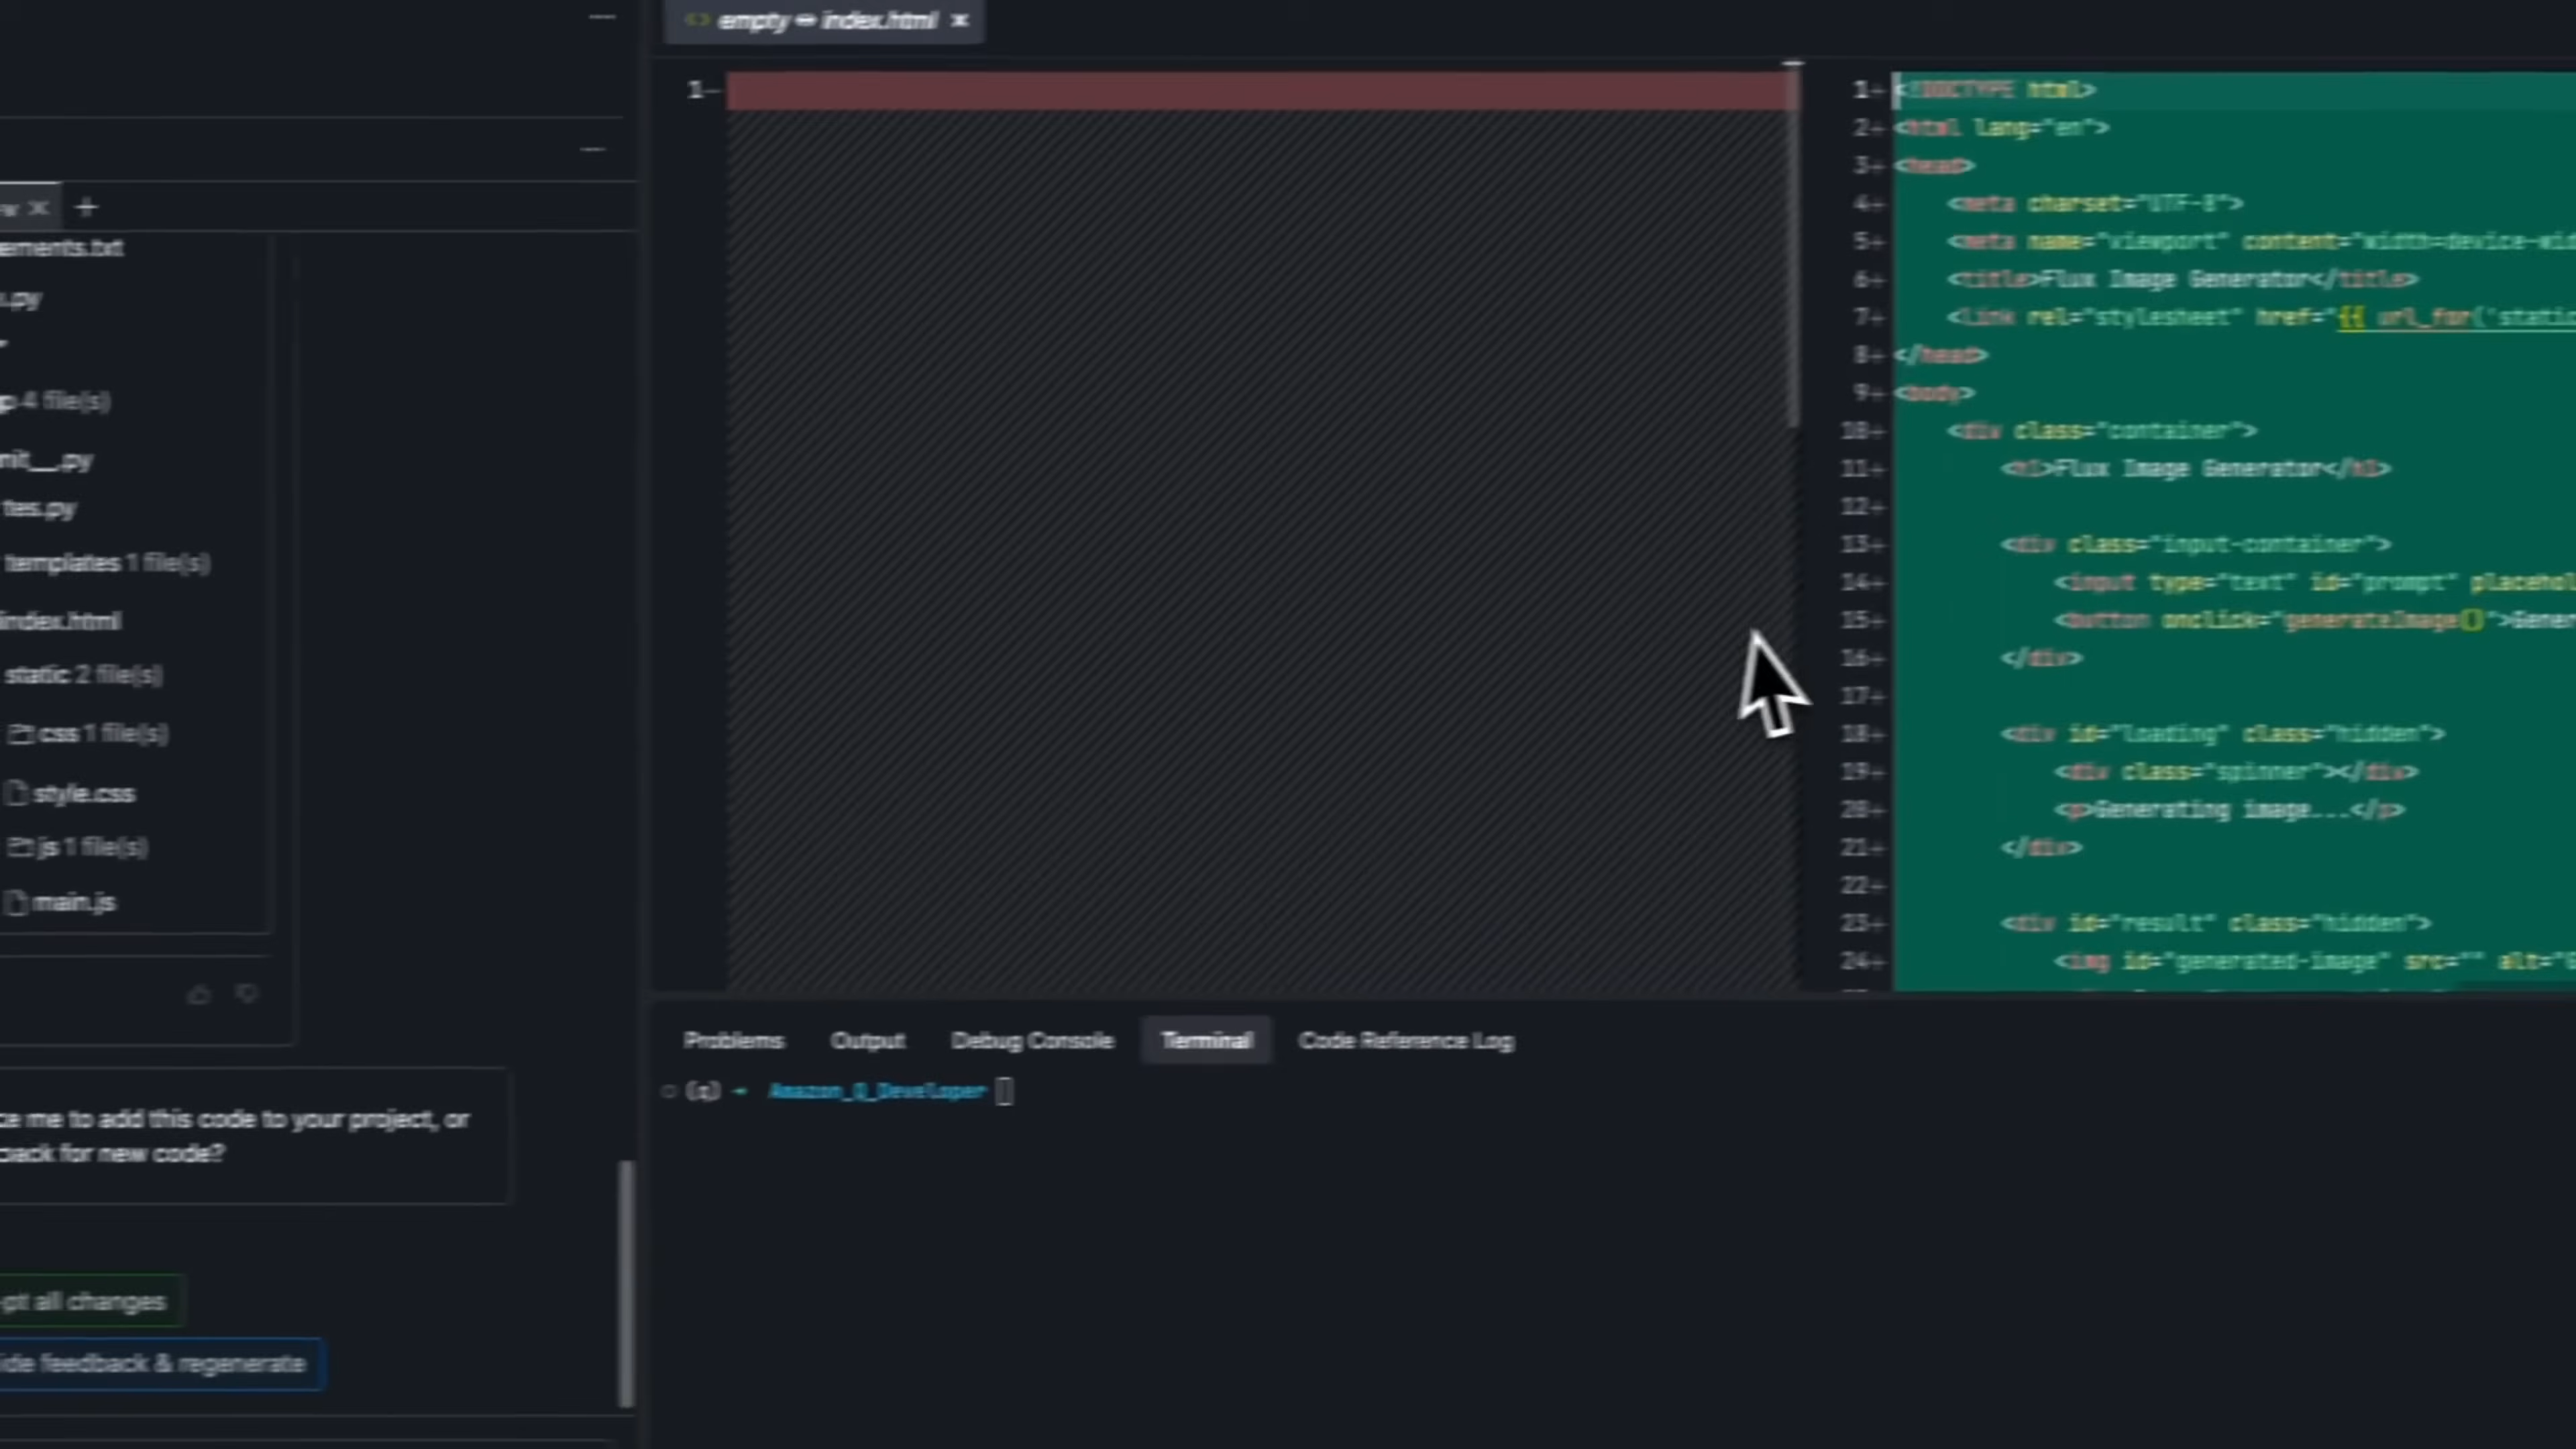 empty ↔ index.html ×
ements.txt
.py
4 file(s)
nit__.py
tes.py
templates 1 file(s)
index.html
static 2 file(s)
css 1 file(s)
style.css
js 1 file(s)
main.js
ce me to add this code to your project, or
back for new code?
pt all changes
ide feedback & regenerate
1-
1+ <!DOCTYPE html>
2+ <html lang="en">
3+ <head>
4+ <meta charset="UTF-8">
5+ <meta name="viewport" content="width=device-wi
6+ <title>Flux Image Generator</title>
7+ <link rel="stylesheet" href="{{ url_for('static
8+ </head>
9+ <body>
10+ <div class="container">
11+ <h1>Flux Image Generator</h1>
12+
13+ <div class="input-container">
14+ <input type="text" id="prompt" placehol
15+ <button onclick="generateImage()">Gener
16+ </div>
17+
18+ <div id="loading" class="hidden">
19+ <div class="spinner"></div>
20+ <p>Generating image...</p>
21+ </div>
22+
23+ <div id="result" class="hidden">
24+ <img id="generated-image" src="" alt="G
Problems Output Debug Console Terminal Code Reference Log
(q) → Amazon_Q_Developer